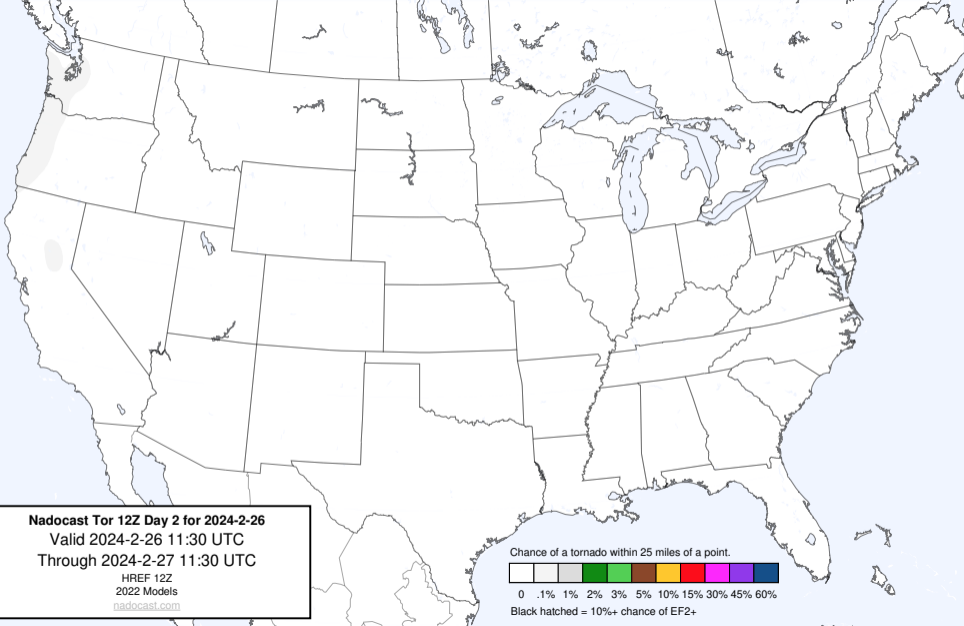 Nadocast Tor 12Z Day 2 for 2024-2-26
Valid 2024-2-26 11:30 UTC
Through 2024-2-27 11:30 UTC
HREF 12Z
2022 Models
nadocast.com
Chance of a tornado within 25 miles of a point.
0 .1% 1% 2% 3% 5% 10% 15% 30% 45% 60%
Black hatched = 10%+ chance of EF2+